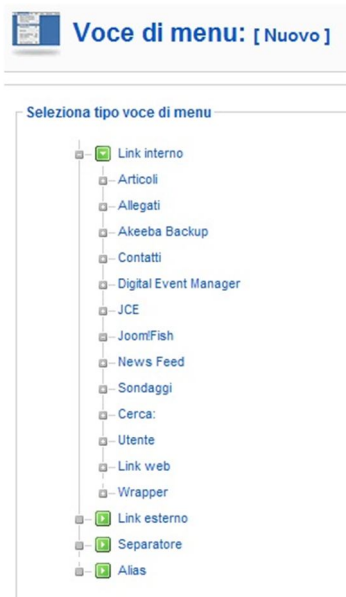 Voce di menu: [ Nuovo ]
Seleziona tipo voce di menu
Link interno
Articoli
Allegati
Akeeba Backup
Contatti
Digital Event Manager
JCE
Joom!Fish
News Feed
Sondaggi
Cerca:
Utente
Link web
Wrapper
Link esterno
Separatore
Alias